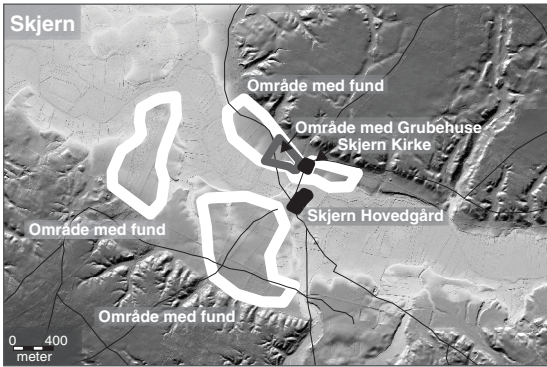 Skjern
Område med fund
Område med Grubehuse
Skjern Kirke
Skjern Hovedgård
Område med fund
Område med fund
0 400
meter